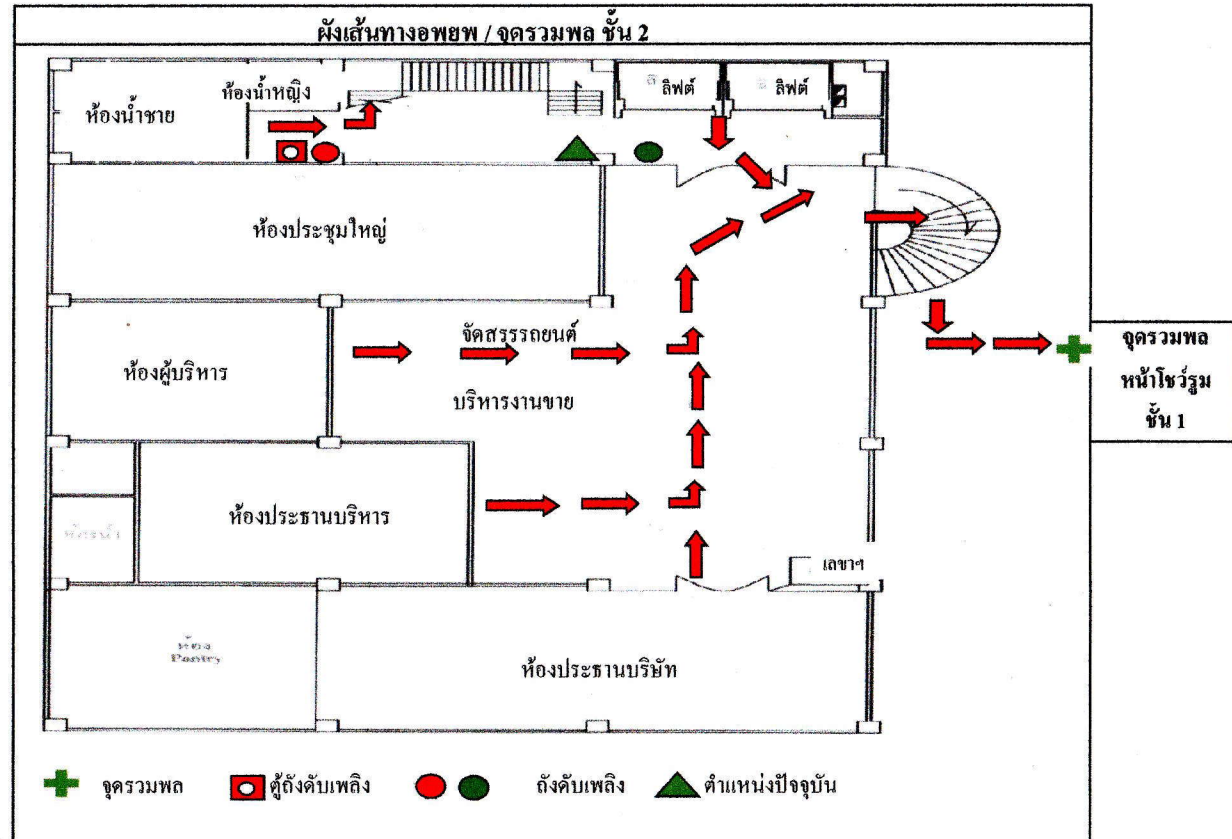 ผังเส้นทางอพยพ / จุดรวมพล ชั้น 2
ห้องน้ำชาย
ห้องน้ำหญิง
ลิฟต์
ลิฟต์
ห้องประชุมใหญ่
จัดสรรรถยนต์
ห้องผู้บริหาร
บริหารงานขาย
จุดรวมพล
หน้าโชว์รูม
ชั้น 1
ห้องประธานบริหาร
ห้องน้ำ
เลขาฯ
ห้อง
Pantry
ห้องประธานบริษัท
จุดรวมพล
ตู้ถังดับเพลิง
ถังดับเพลิง
ตำแหน่งปัจจุบัน